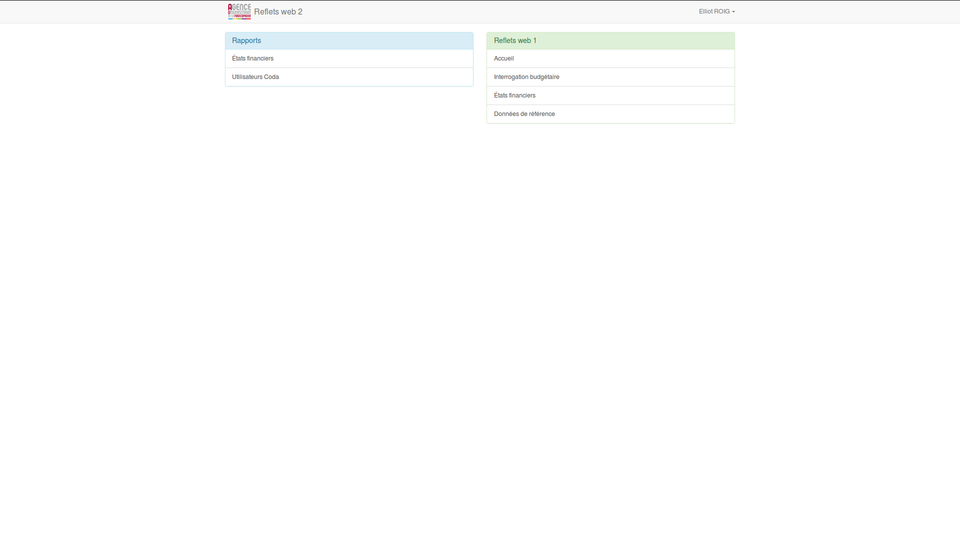 AGENCE
Reflets web 2
Elliot ROIG
Rapports
États financiers
Utilisateurs Coda
Reflets web 1
Accueil
Interrogation budgétaire
États financiers
Données de référence